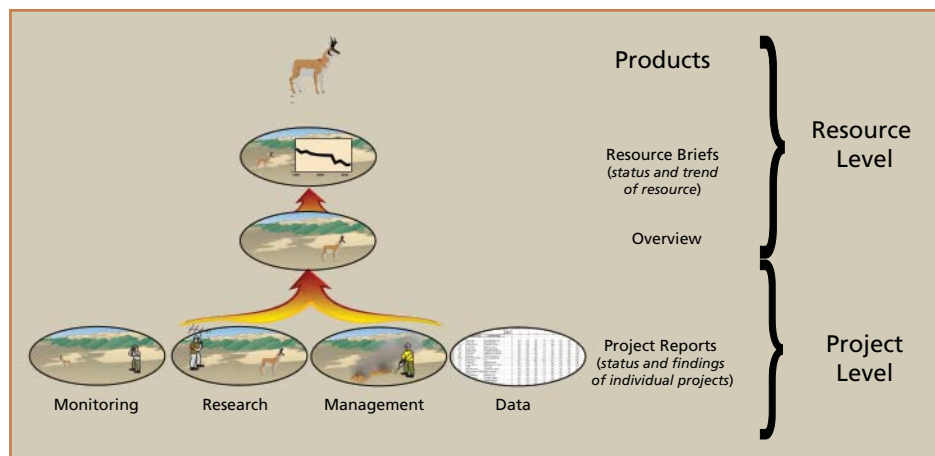 Products
Resource
Level
Resource Briefs
(status and trend
of resource)
Overview
Project Reports
(status and findings
of individual projects)
Project
Level
Monitoring
Research
Management
Data